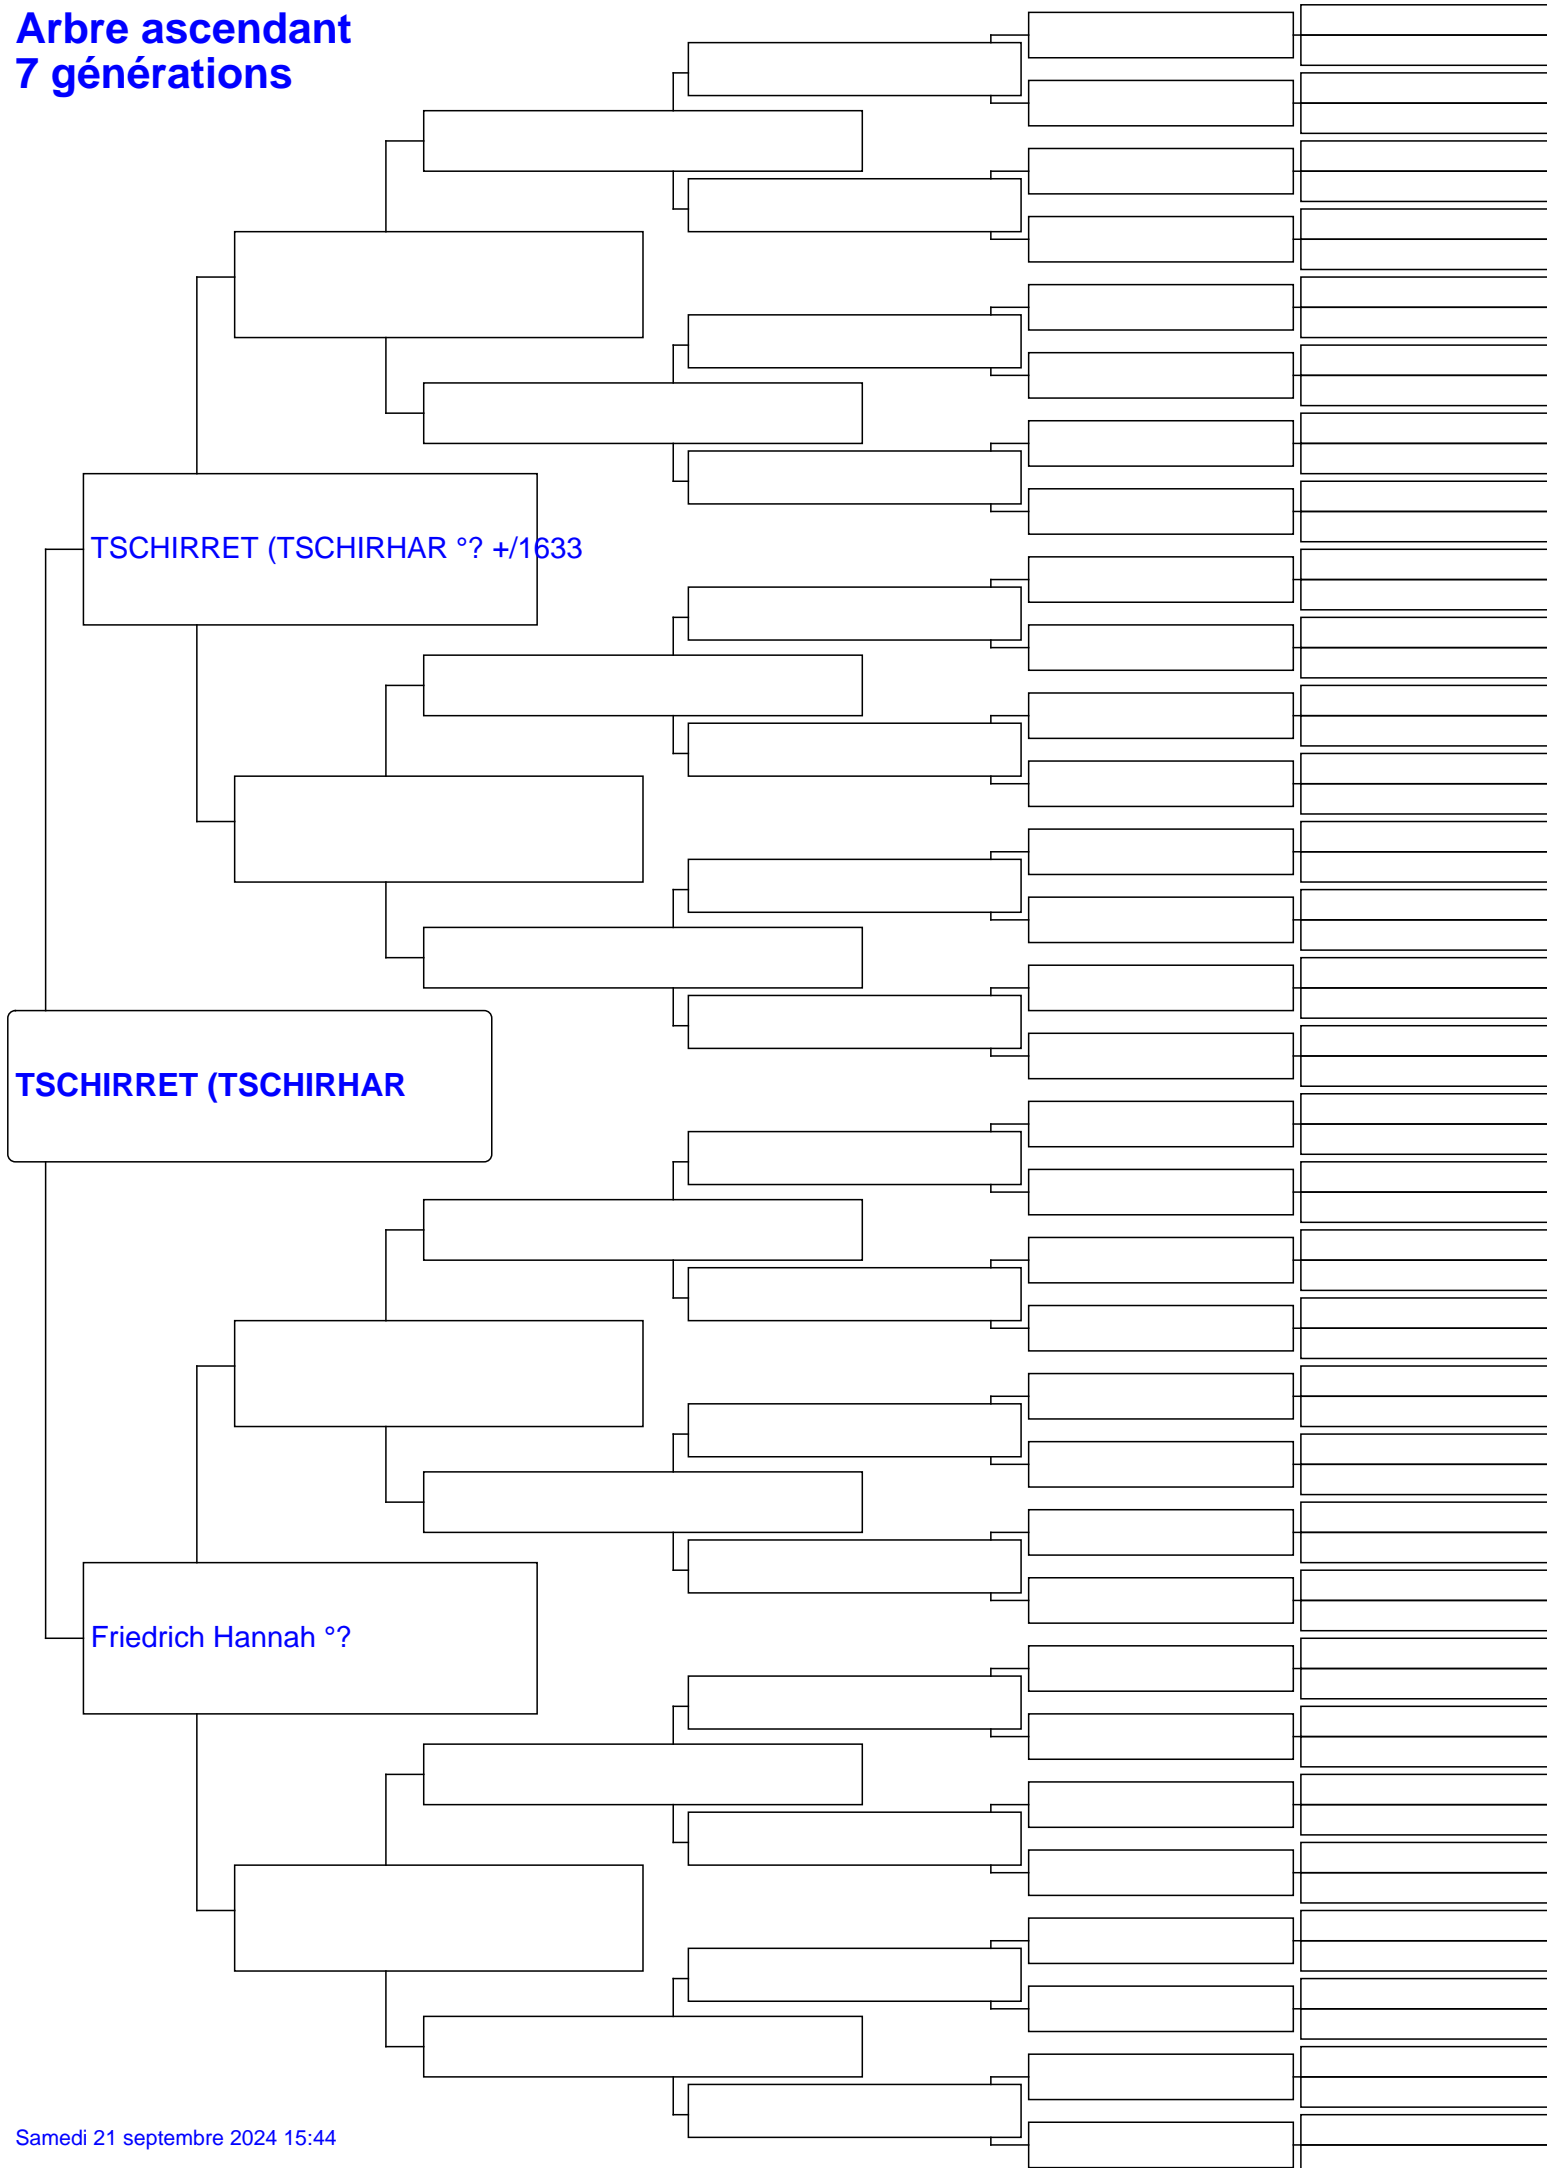 Arbre ascendant
7 générations
TSCHIRRET (TSCHIRHAR °? +/1633
TSCHIRRET (TSCHIRHAR
Friedrich Hannah °?
Samedi 21 septembre 2024 15:44